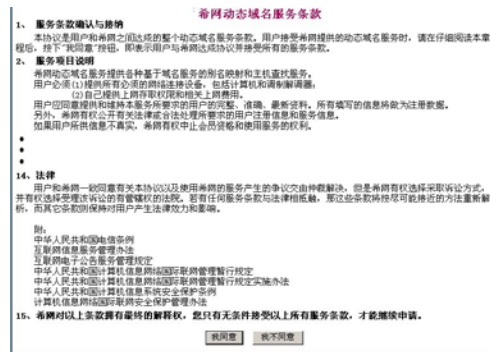 希网动态域名服务条款
1、 服务条款确认与接纳
本协议是用户和希网之间达成的整个动态域名服务条款。用户接受希网提供的动态域名服务时，请在仔细阅读本章
程后，按下"我同意"按钮，即表示用户与希网达成协议并接受所有的服务条款。
2、 服务项目说明
希网动态域名服务提供各种基于域名服务的别名映射和主机查找服务。
用户必须(1)提供所有必须的网络连接设备，包括计算机和调制解调器；
(2)自己提供上网存取权限和相关上网费用。
用户应同意提供和维持本服务所要求的用户的完整、准确、最新资料。所有填写的信息将做为注册数据。
另外，希网有权公开有关法律或合法处理所要求的用户注册信息和服务信息。
如果用户所供信息不真实，希网有权中止会员资格和使用服务的权利。
14、法律
用户和希网一致同意有关本协议以及使用希网的服务产生的争议交由仲裁解决，但是希网有权选择采取诉讼方式，
并有权选择受理该诉讼的有管辖权的法院。若有任何服务条款与法律相抵触，那这些条款将按尽可能接近的方法重新解
析，而其它条款则保持对用户产生法律效力和影响。
附：
中华人民共和国电信条例
互联网信息服务管理办法
互联网电子公告服务管理规定
中华人民共和国计算机信息网络国际联网管理暂行规定
中华人民共和国计算机信息网络国际联网管理暂行规定实施办法
中华人民共和国计算机信息系统安全保护条例
计算机信息网络国际联网安全保护管理办法
15、希网对以上条款拥有最终的解释权，您只有无条件接受以上所有服务条款，才能继续申请。
我同意 我不同意